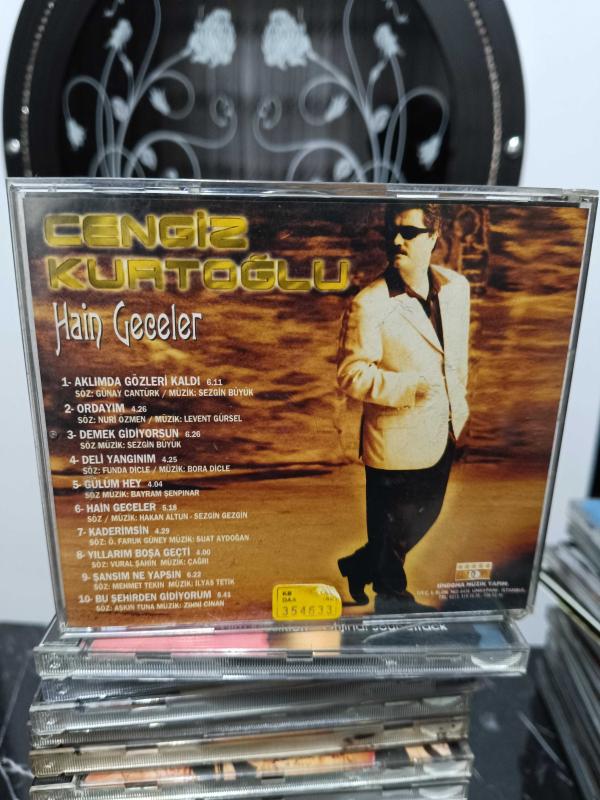 CENGİZ
KURTOĞLU
Hain Geceler
1- AKLIMDA GÖZLERİ KALDI 6.11
SÖZ: GÜNAY CANTÜRK / MÜZİK: SEZGİN BÜYÜK
2- ORDAYIM 4.26
SÖZ: NURİ ÖZMEN / MÜZİK: LEVENT GÜRSEL
3- DEMEK GİDİYORSUN 6.26
SÖZ MÜZİK: SEZGİN BÜYÜK
4- DELİ YANGINIM 4.25
SÖZ: FUNDA DİCLE / MÜZİK: BORA DİCLE
5- GÜLÜM HEY 4.04
SÖZ MÜZİK: BAYRAM ŞENPINAR
6- HAİN GECELER 5.18
SÖZ / MÜZİK: HAKAN ALTUN - SEZGİN GEZGİN
7- KADERİMSİN 4.29
SÖZ: Ö. FARUK GÜNEY MÜZİK: SUAT AYDOĞAN
8- YILLARIM BOŞA GEÇTİ 4.00
SÖZ: VURAL ŞAHİN MÜZİK: ÇAĞRI
9- ŞANSIM NE YAPSIN 6.22
SÖZ: MEHMET TEKİN MÜZİK: İLYAS TETİK
10- BU ŞEHİRDEN GİDİYORUM 6.41
SÖZ: AŞKIN TUNA MÜZİK: ZİHNİ CİNAN
354633